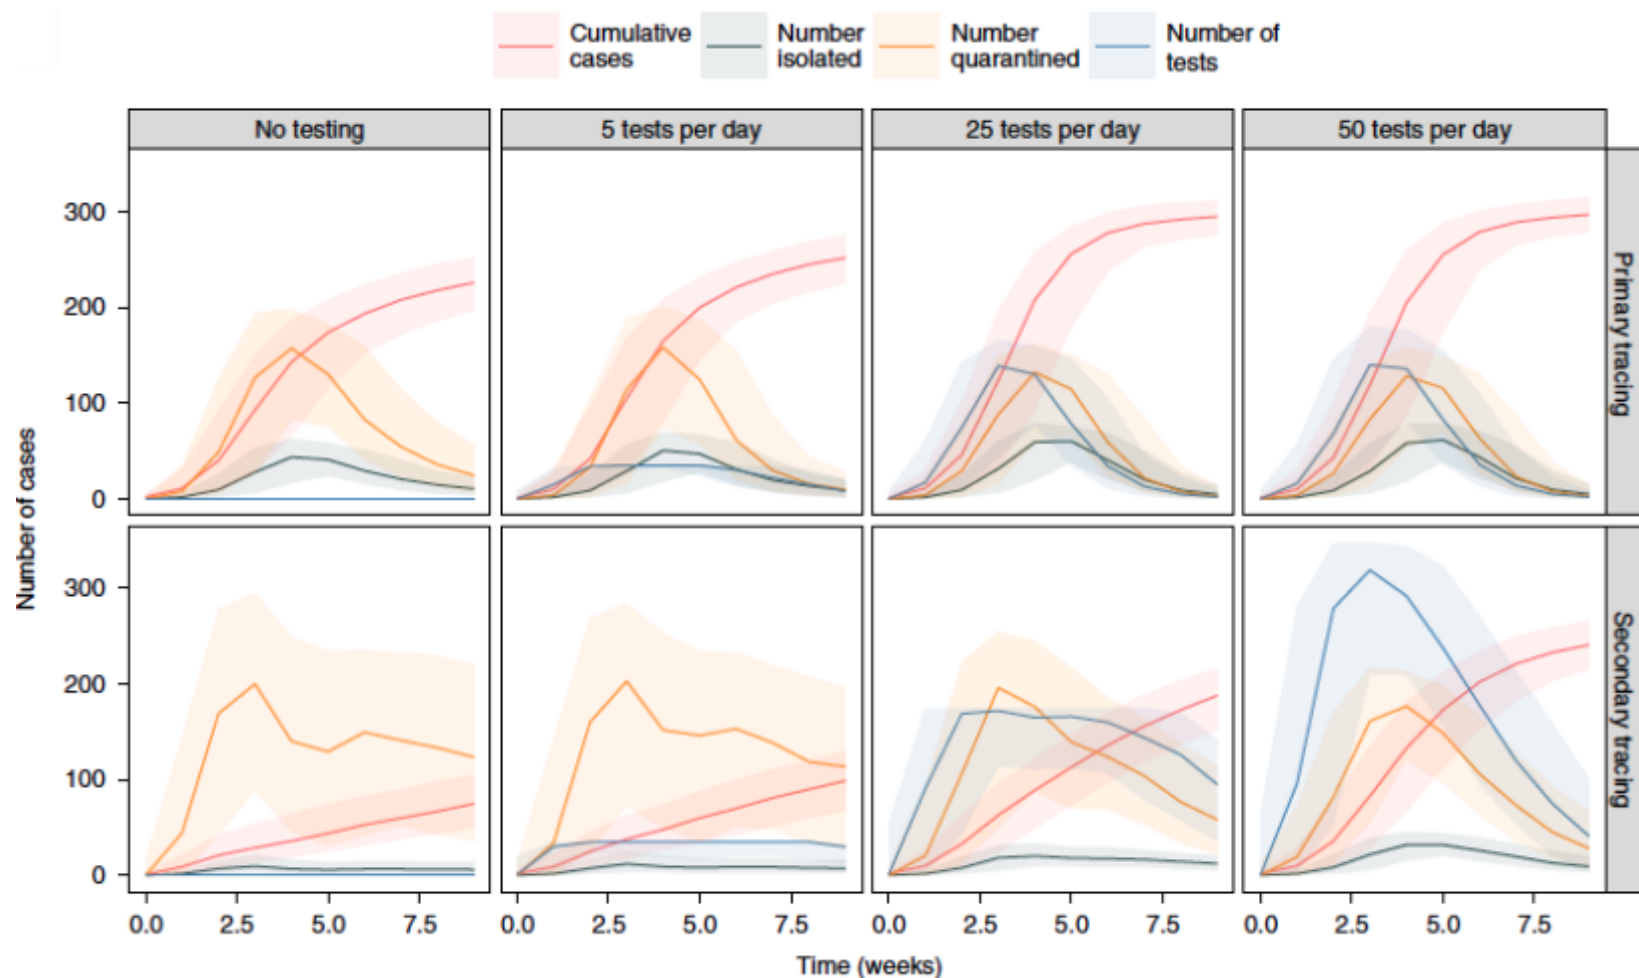 Cumulative
cases
Number
isolated
Number
quarantined
Number of
tests
No testing
5 tests per day
25 tests per day
50 tests per day
Number of cases
300
200
100
0
Primary tracing
300
200
100
0
Secondary tracing
0.0 2.5 5.0 7.5
0.0 2.5 5.0 7.5
0.0 2.5 5.0 7.5
0.0 2.5 5.0 7.5
Time (weeks)